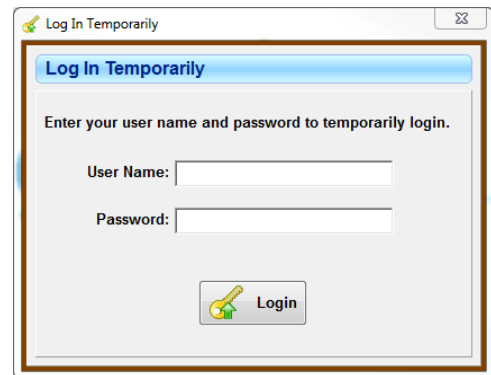 Log In Temporarily
Log In Temporarily
Enter your user name and password to temporarily login.
User Name:
Password:
Login